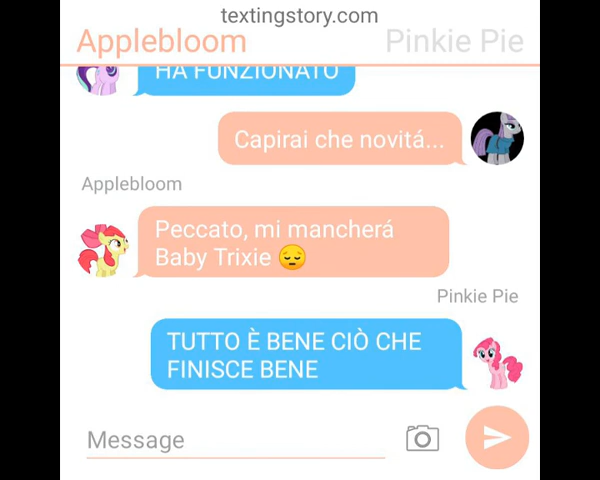 textingstory.com
Applebloom
Pinkie Pie
HA FUNZIONATO
Capirai che novitá...
Applebloom
Peccato, mi mancherá
Baby Trixie 😔
Pinkie Pie
TUTTO È BENE CIÒ CHE
FINISCE BENE
Message